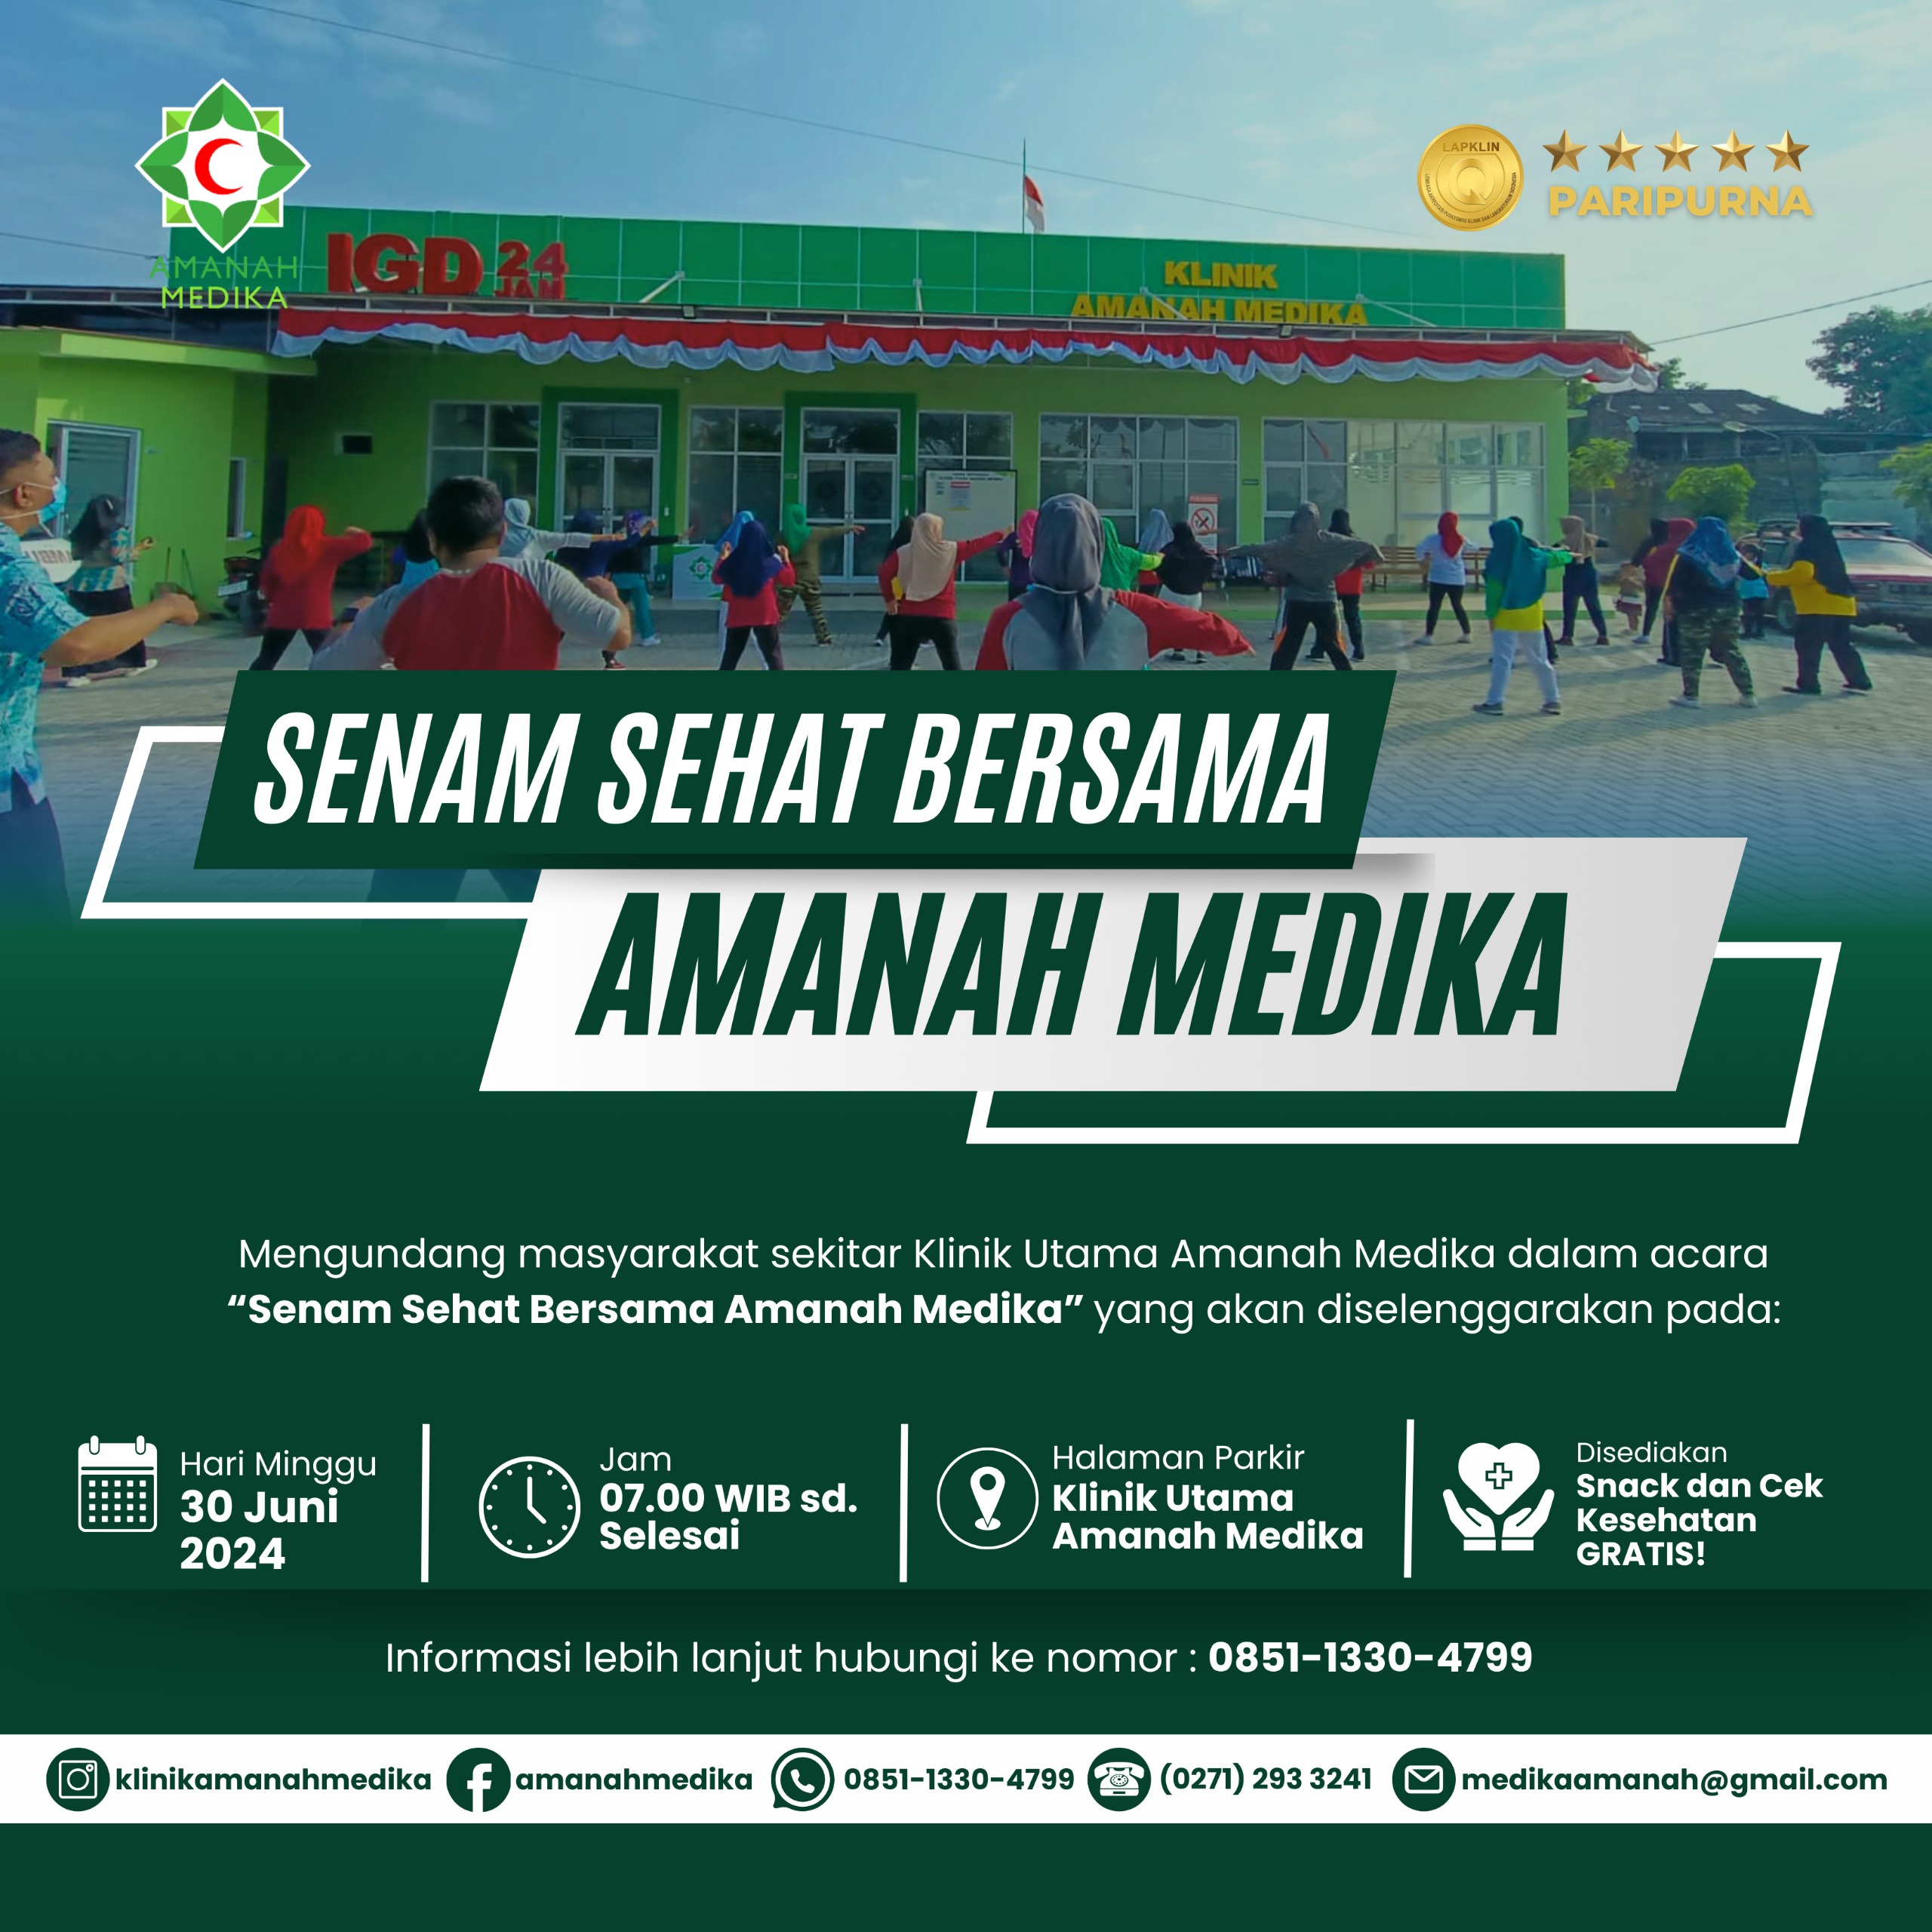 AMANAH
MEDIKA
LAPKLIN
PARIPURNA
IGD 24
JAM
KLINIK
AMANAH MEDIKA
SENAM SEHAT BERSAMA
AMANAH MEDIKA
Mengundang masyarakat sekitar Klinik Utama Amanah Medika dalam acara
“Senam Sehat Bersama Amanah Medika” yang akan diselenggarakan pada:
Hari Minggu
30 Juni
2024
Jam
07.00 WIB sd.
Selesai
Halaman Parkir
Klinik Utama
Amanah Medika
Disediakan
Snack dan Cek
Kesehatan
GRATIS!
Informasi lebih lanjut hubungi ke nomor : 0851-1330-4799
klinikamanahmedika amanahmedika 0851-1330-4799 (0271) 293 3241 medikaamanah@gmail.com